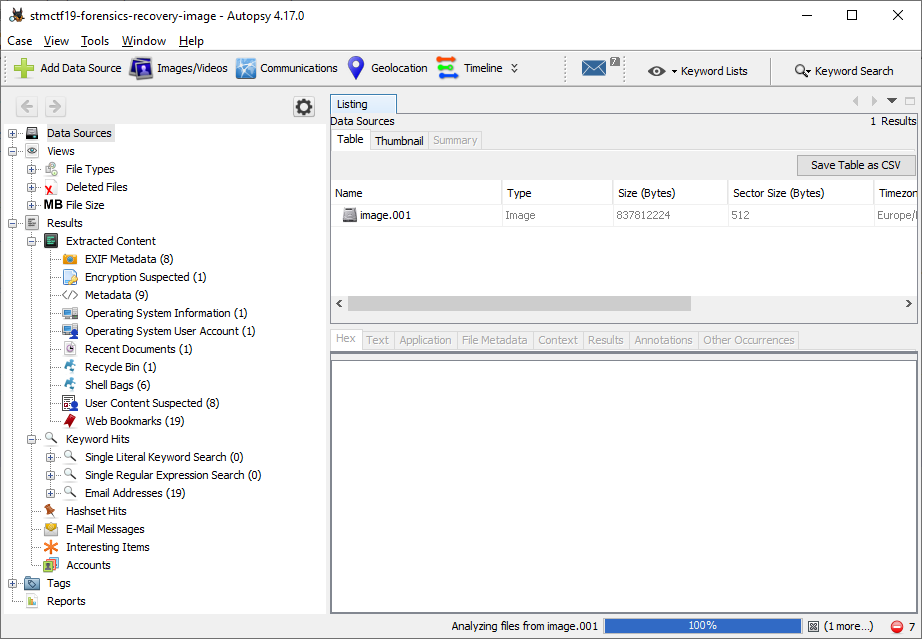 stmctf19-forensics-recovery-image - Autopsy 4.17.0
Case View Tools Window Help
Add Data Source Images/Videos Communications Geolocation Timeline 7 Keyword Lists Keyword Search
Data Sources
Views
File Types
Deleted Files
MB File Size
Results
Extracted Content
EXIF Metadata (8)
Encryption Suspected (1)
Metadata (9)
Operating System Information (1)
Operating System User Account (1)
Recent Documents (1)
Recycle Bin (1)
Shell Bags (6)
User Content Suspected (8)
Web Bookmarks (19)
Keyword Hits
Single Literal Keyword Search (0)
Single Regular Expression Search (0)
Email Addresses (19)
Hashset Hits
E-Mail Messages
Interesting Items
Accounts
Tags
Reports
Listing
Data Sources 1 Results
Table Thumbnail Summary
Save Table as CSV
Name Type Size (Bytes) Sector Size (Bytes) Timezon
image.001 Image 837812224 512 Europe/
Hex Text Application File Metadata Context Results Annotations Other Occurrences
Analyzing files from image.001 100% (1 more...) 7